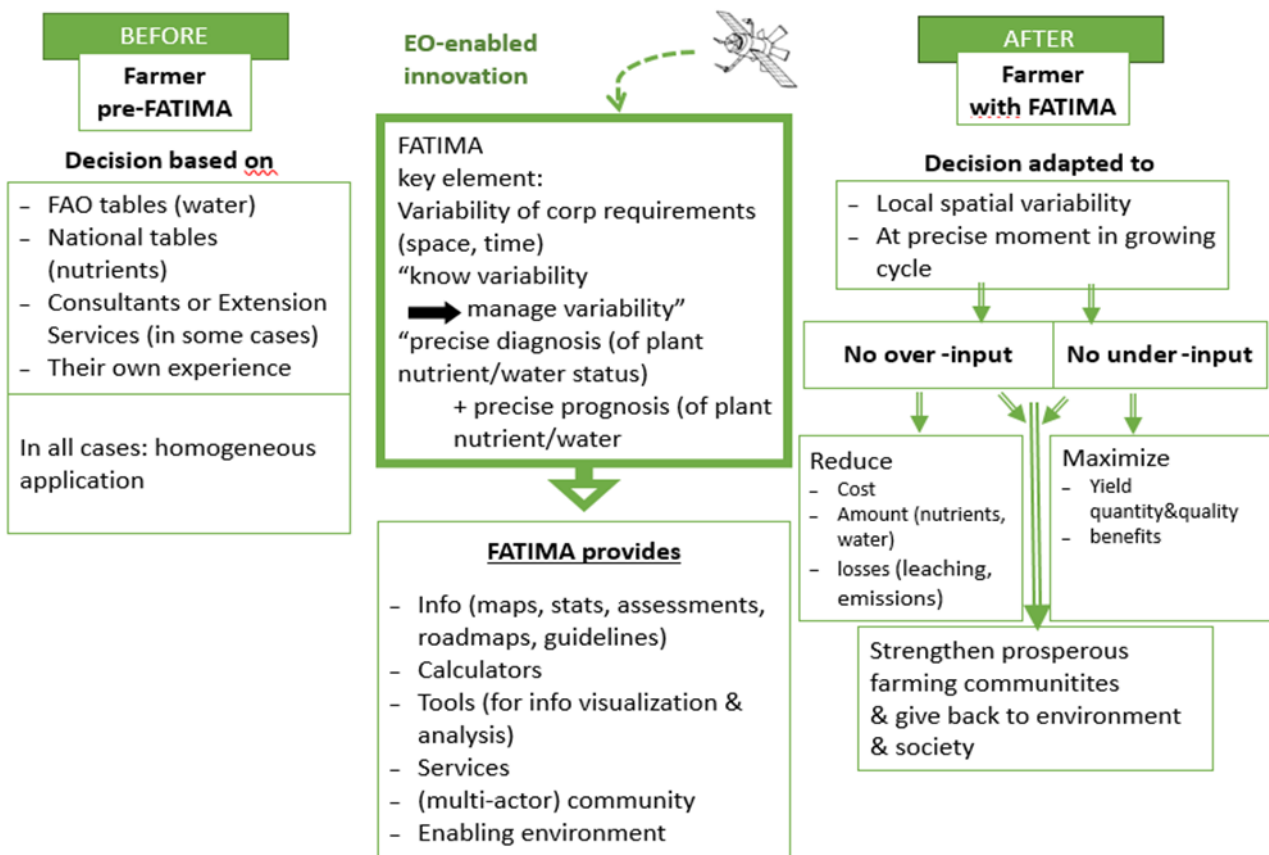 BEFORE
Farmer
pre-FATIMA
Decision based on
- FAO tables (water)
- National tables
(nutrients)
- Consultants or Extension
Services (in some cases)
- Their own experience
In all cases: homogeneous
application
EO-enabled
innovation
FATIMA
key element:
Variability of corp requirements
(space, time)
“know variability
manage variability”
“precise diagnosis (of plant
nutrient/water status)
+ precise prognosis (of plant
nutrient/water
FATIMA provides
- Info (maps, stats, assessments,
roadmaps, guidelines)
- Calculators
- Tools (for info visualization &
analysis)
- Services
- (multi-actor) community
- Enabling environment
AFTER
Farmer
with FATIMA
Decision adapted to
- Local spatial variability
- At precise moment in growing
cycle
No over -input
No under -input
Reduce
- Cost
- Amount (nutrients,
water)
- losses (leaching,
emissions)
Maximize
- Yield
quantity&quality
- benefits
Strengthen prosperous
farming communitites
& give back to environment
& society